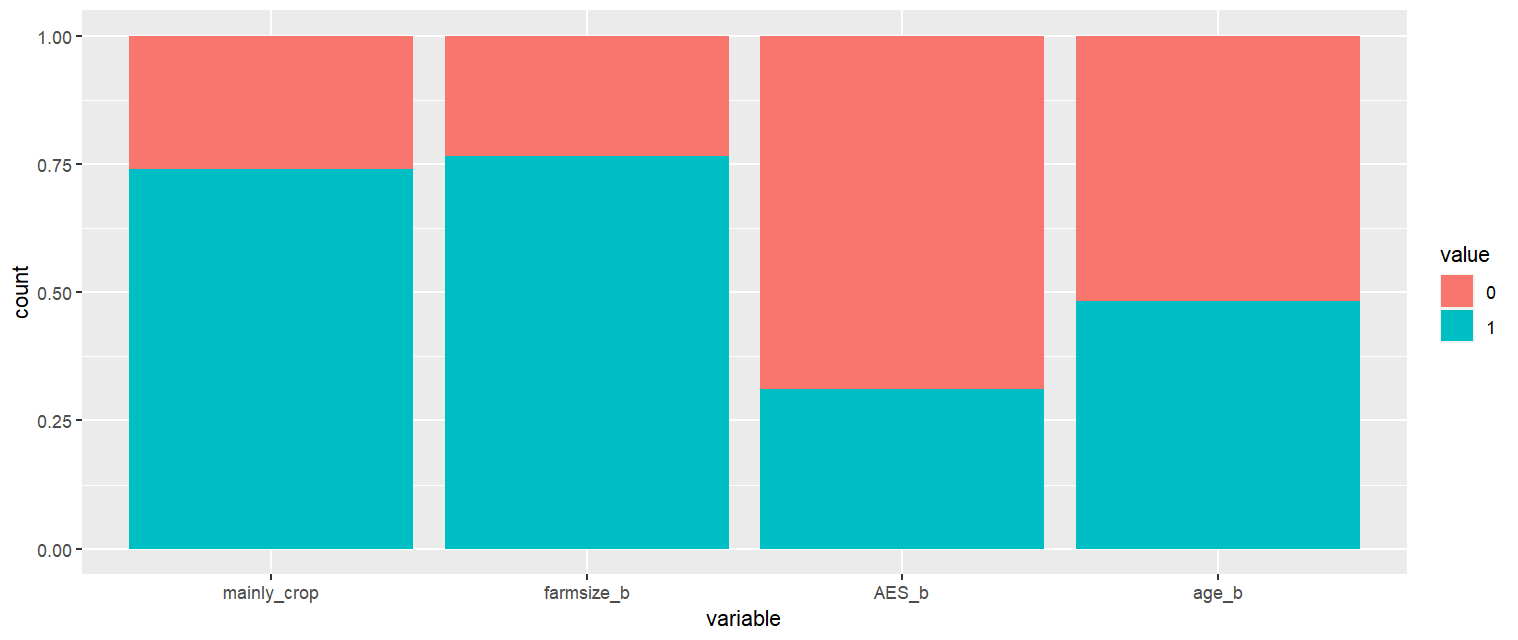 1.00
0.75
0.50
0.25
0.00
count
mainly_crop
farmsize_b
AES_b
age_b
variable
value
0
1